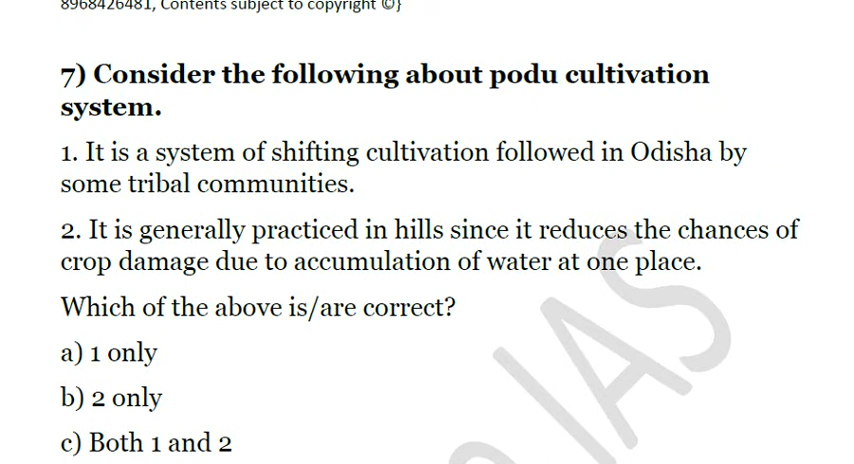 8968426481, Contents subject to copyright ©}
7) Consider the following about podu cultivation
system.
1. It is a system of shifting cultivation followed in Odisha by
some tribal communities.
2. It is generally practiced in hills since it reduces the chances of
crop damage due to accumulation of water at one place.
Which of the above is/are correct?
a) 1 only
b) 2 only
c) Both 1 and 2
IAS